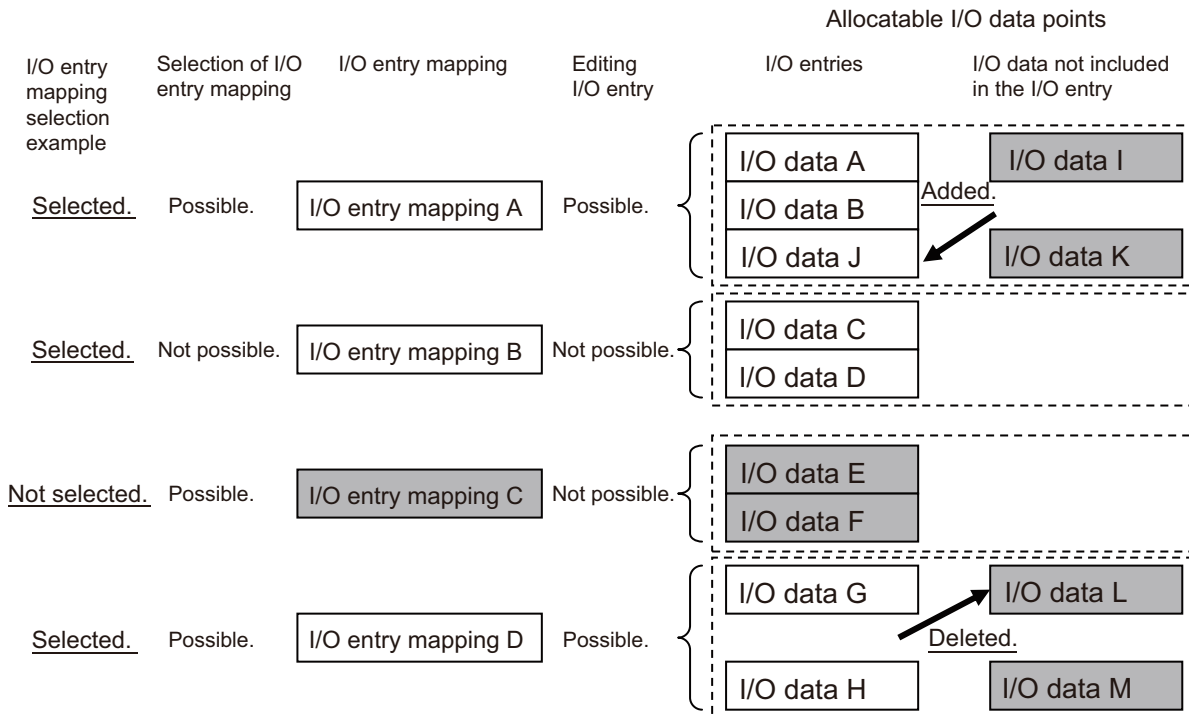 Allocatable I/O data points
I/O entry
mapping
selection
example
Selection of I/O
entry mapping
I/O entry mapping
Editing
I/O entry
I/O entries
I/O data not included
in the I/O entry
Selected.
Possible.
I/O entry mapping A
Possible.
I/O data A
I/O data B
I/O data J
Added.
I/O data I
I/O data K
Selected.
Not possible.
I/O entry mapping B
Not possible.
I/O data C
I/O data D
Not selected.
Possible.
I/O entry mapping C
Not possible.
I/O data E
I/O data F
Selected.
Possible.
I/O entry mapping D
Possible.
I/O data G
I/O data H
Deleted.
I/O data L
I/O data M